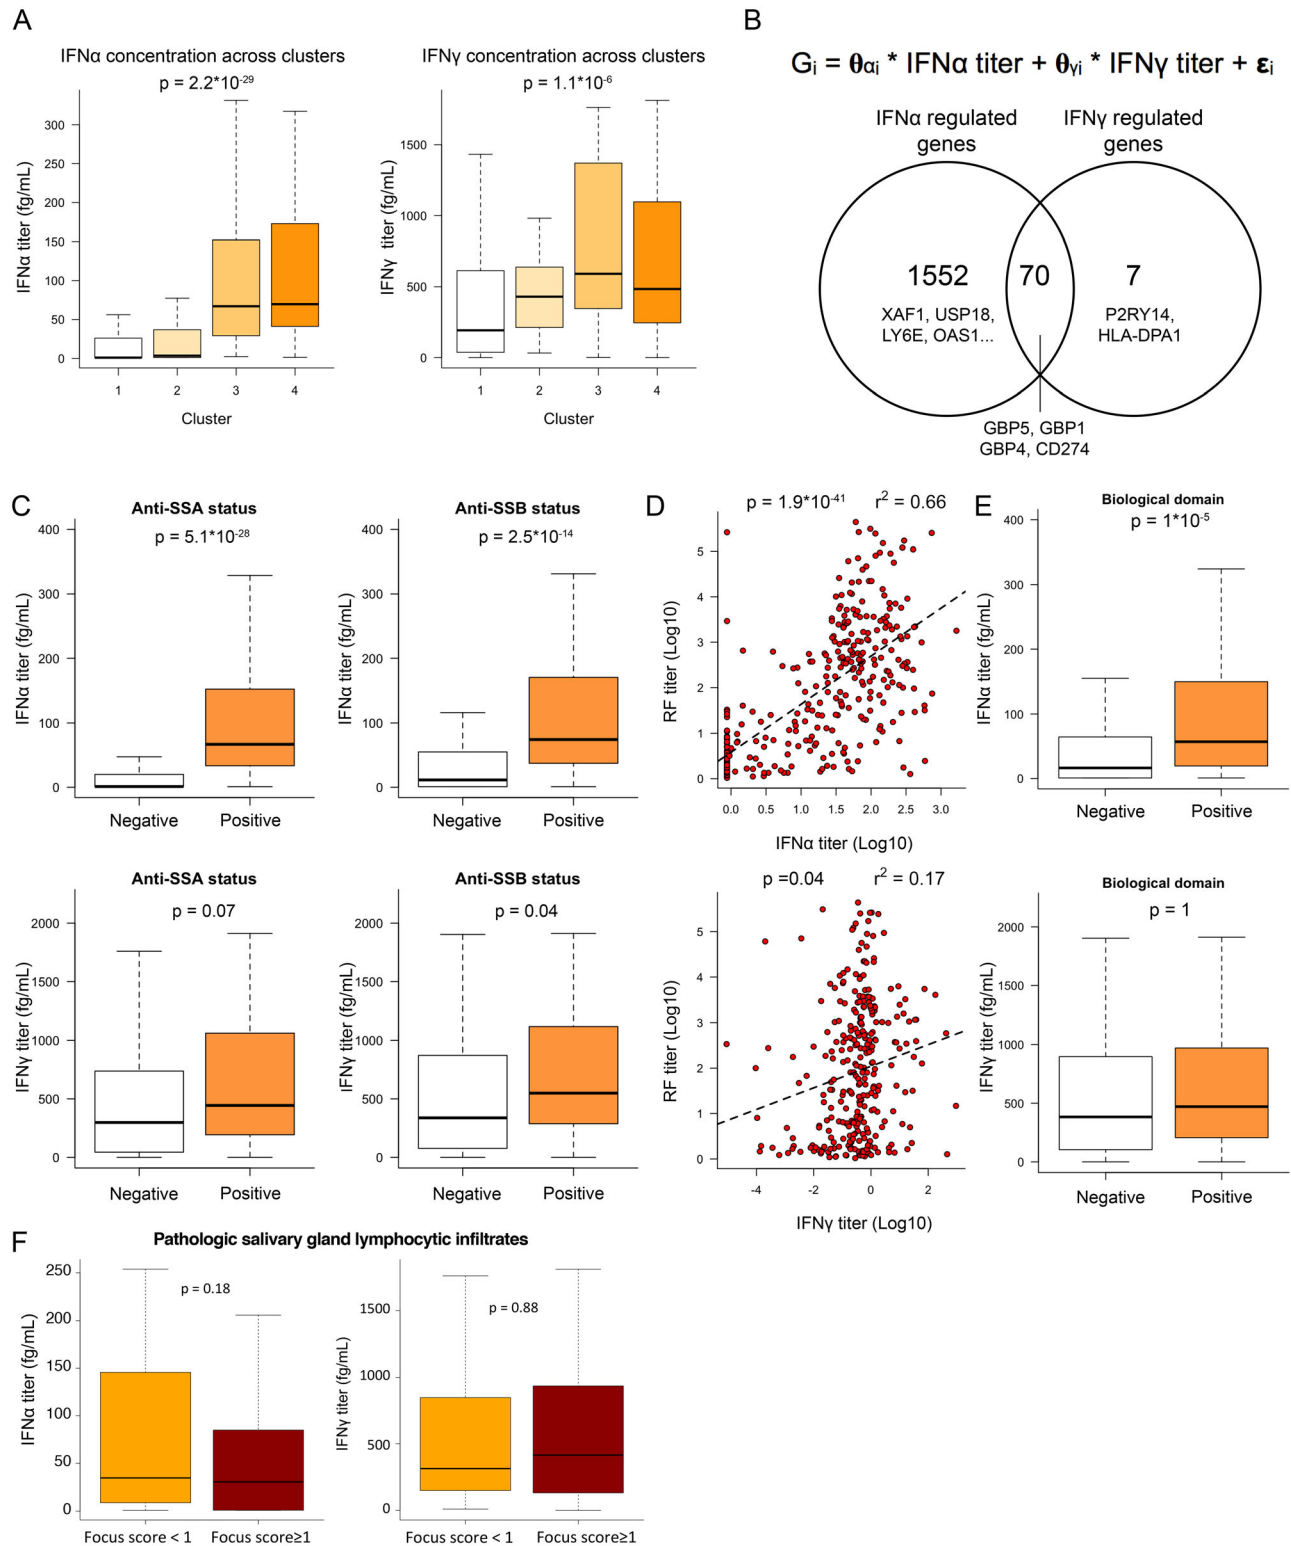 A
IFNα concentration across clusters
p = 2.2*10-29
IFNα titer (fg/mL)
300
250
200
150
100
50
0
1 2 3 4
Cluster
IFNγ concentration across clusters
p = 1.1*10-6
IFNγ titer (fg/mL)
1500
1000
500
0
1 2 3 4
Cluster
B
Gi = θαi * IFNα titer + θγi * IFNγ titer + εi
IFNα regulated
genes
IFNγ regulated
genes
1552
70
7
XAF1, USP18,
LY6E, OAS1...
P2RY14,
HLA-DPA1
GBP5, GBP1
GBP4, CD274
C
Anti-SSA status
p = 5.1*10-28
IFNα titer (fg/mL)
400
300
200
100
0
Negative Positive
Anti-SSB status
p = 2.5*10-14
IFNα titer (fg/mL)
400
300
200
100
0
Negative Positive
Anti-SSA status
p = 0.07
IFNγ titer (fg/mL)
2000
1500
1000
500
0
Negative Positive
Anti-SSB status
p = 0.04
IFNγ titer (fg/mL)
2000
1500
1000
500
0
Negative Positive
D
p = 1.9*10-41 r2 = 0.66
RF titer (Log10)
5
4
3
2
1
0
0.0 0.5 1.0 1.5 2.0 2.5 3.0
IFNα titer (Log10)
p =0.04 r2 = 0.17
RF titer (Log10)
5
4
3
2
1
0
-4 -2 0 2
IFNγ titer (Log10)
E
Biological domain
p = 1*10-5
IFNα titer (fg/mL)
400
300
200
100
0
Negative Positive
Biological domain
p = 1
IFNγ titer (fg/mL)
2000
1500
1000
500
0
Negative Positive
F
Pathologic salivary gland lymphocytic infiltrates
p = 0.18
IFNα titer (fg/mL)
250
200
150
100
50
0
Focus score < 1 Focus score≥1
p = 0.88
IFNγ titer (fg/mL)
1500
1000
500
0
Focus score < 1 Focus score≥1